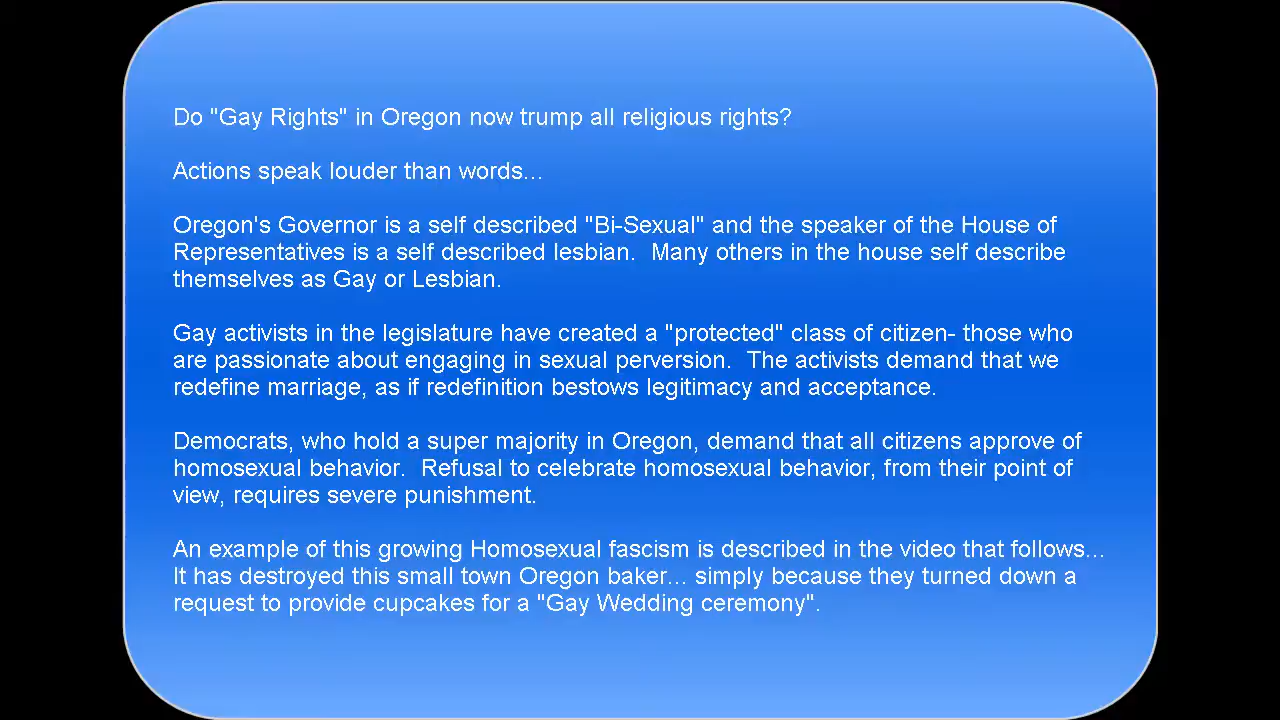 Do "Gay Rights" in Oregon now trump all religious rights?
Actions speak louder than words...
Oregon's Governor is a self described "Bi-Sexual" and the speaker of the House of
Representatives is a self described lesbian.  Many others in the house self describe
themselves as Gay or Lesbian.
Gay activists in the legislature have created a "protected" class of citizen- those who
are passionate about engaging in sexual perversion.  The activists demand that we
redefine marriage, as if redefinition bestows legitimacy and acceptance.
Democrats, who hold a super majority in Oregon, demand that all citizens approve of
homosexual behavior.  Refusal to celebrate homosexual behavior, from their point of
view, requires severe punishment.
An example of this growing Homosexual fascism is described in the video that follows...
It has destroyed this small town Oregon baker... simply because they turned down a
request to provide cupcakes for a "Gay Wedding ceremony".